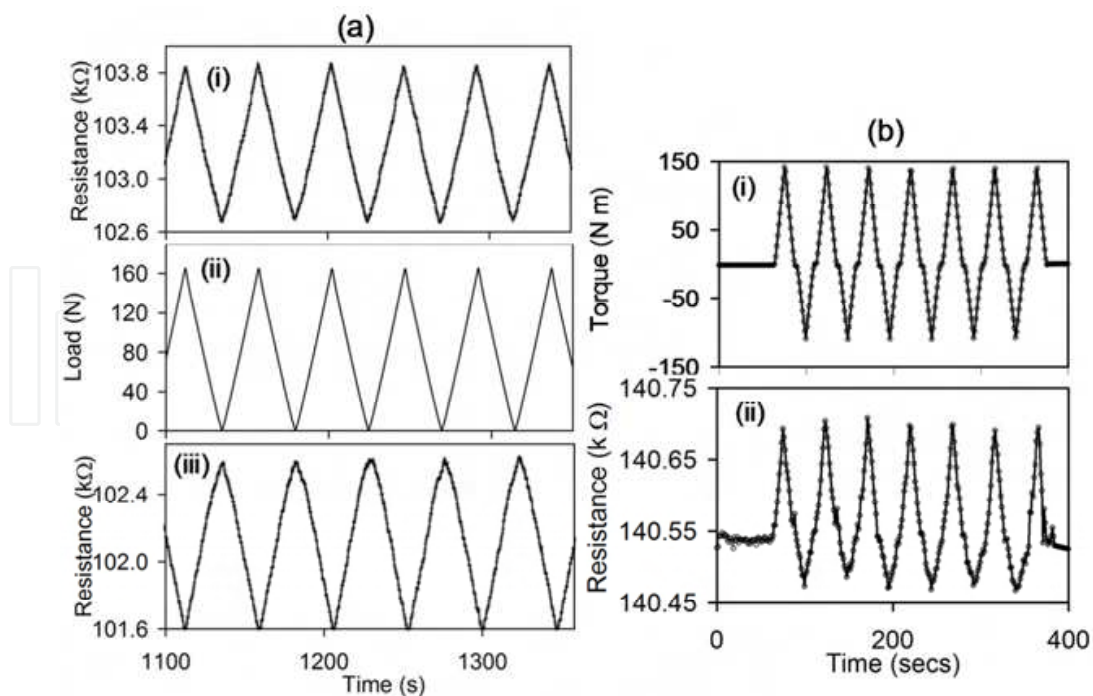 (a)
(i)
Resistance (kΩ)
103.8
103.4
103.0
102.6
(ii)
Load (N)
160
120
80
40
0
(iii)
Resistance (kΩ)
102.4
102.0
101.6
1100
1200
1300
Time (s)
(b)
(i)
Torque (N m)
150
50
-50
-150
(ii)
Resistance (k Ω)
140.75
140.65
140.55
140.45
0
200
400
Time (secs)